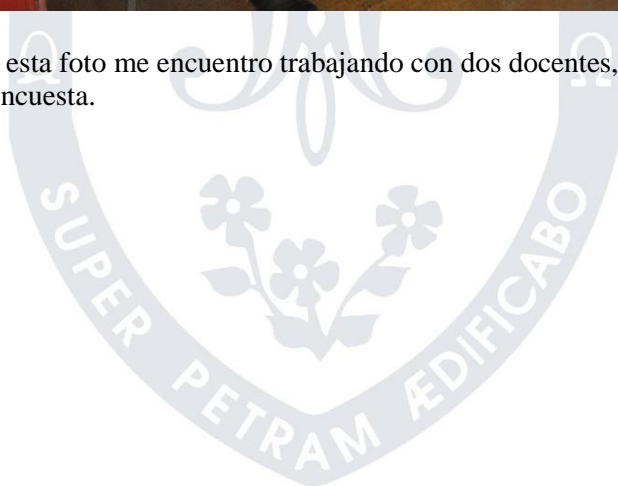 esta foto me encuentro trabajando con dos docentes,
ncuesta.
Ω
SUPER PETRAM ÆDIFICABO